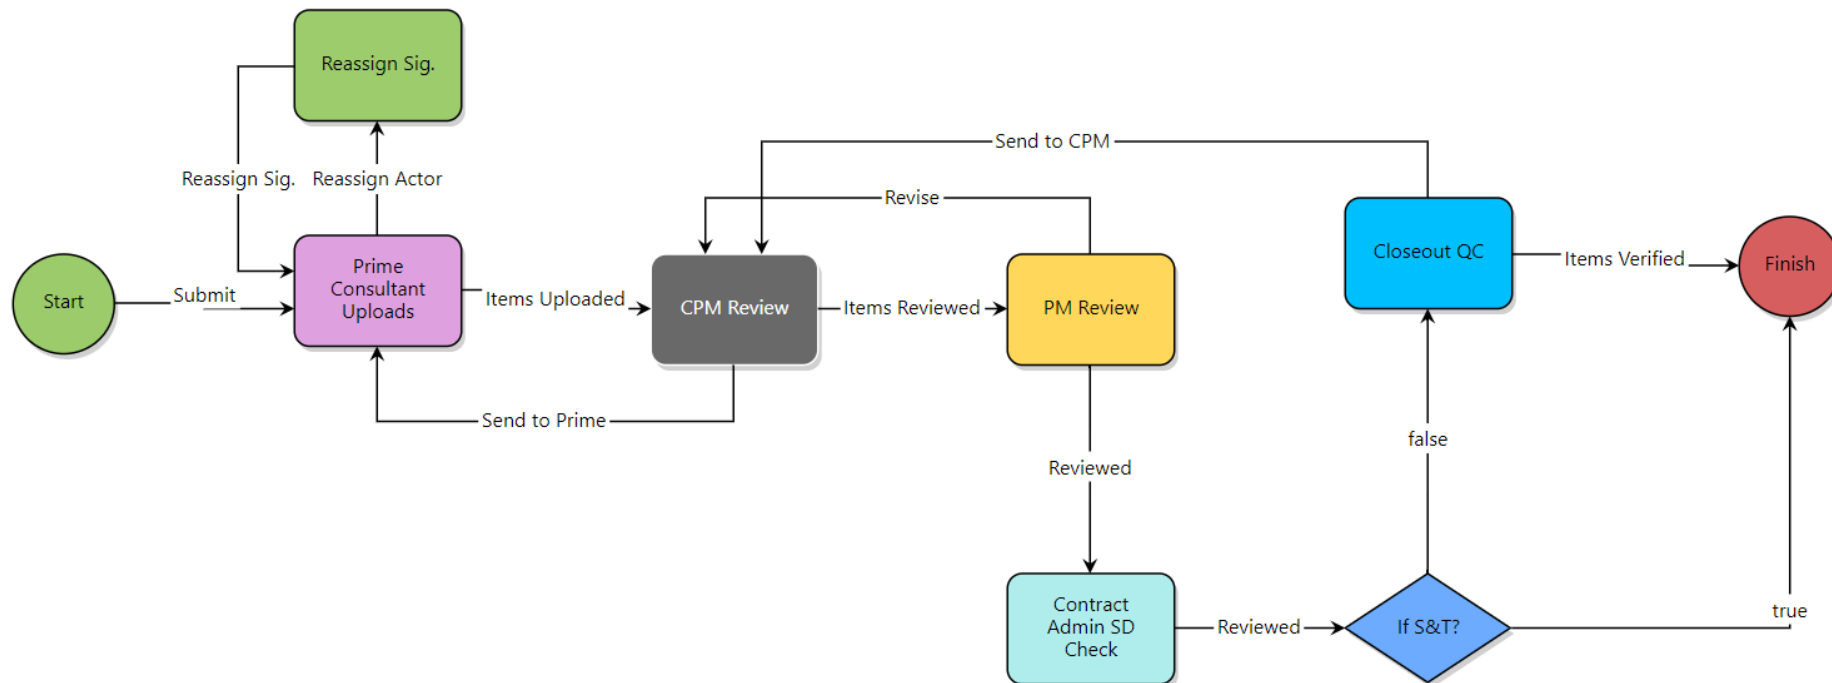 Reassign Sig.
Send to CPM
Reassign Sig.
Reassign Actor
Revise
Closeout QC
Items Verified
Finish
Start
Submit
Prime
Consultant
Uploads
Items Uploaded
CPM Review
Items Reviewed
PM Review
Send to Prime
false
Reviewed
Contract
Admin SD
Check
Reviewed
If S&T?
true